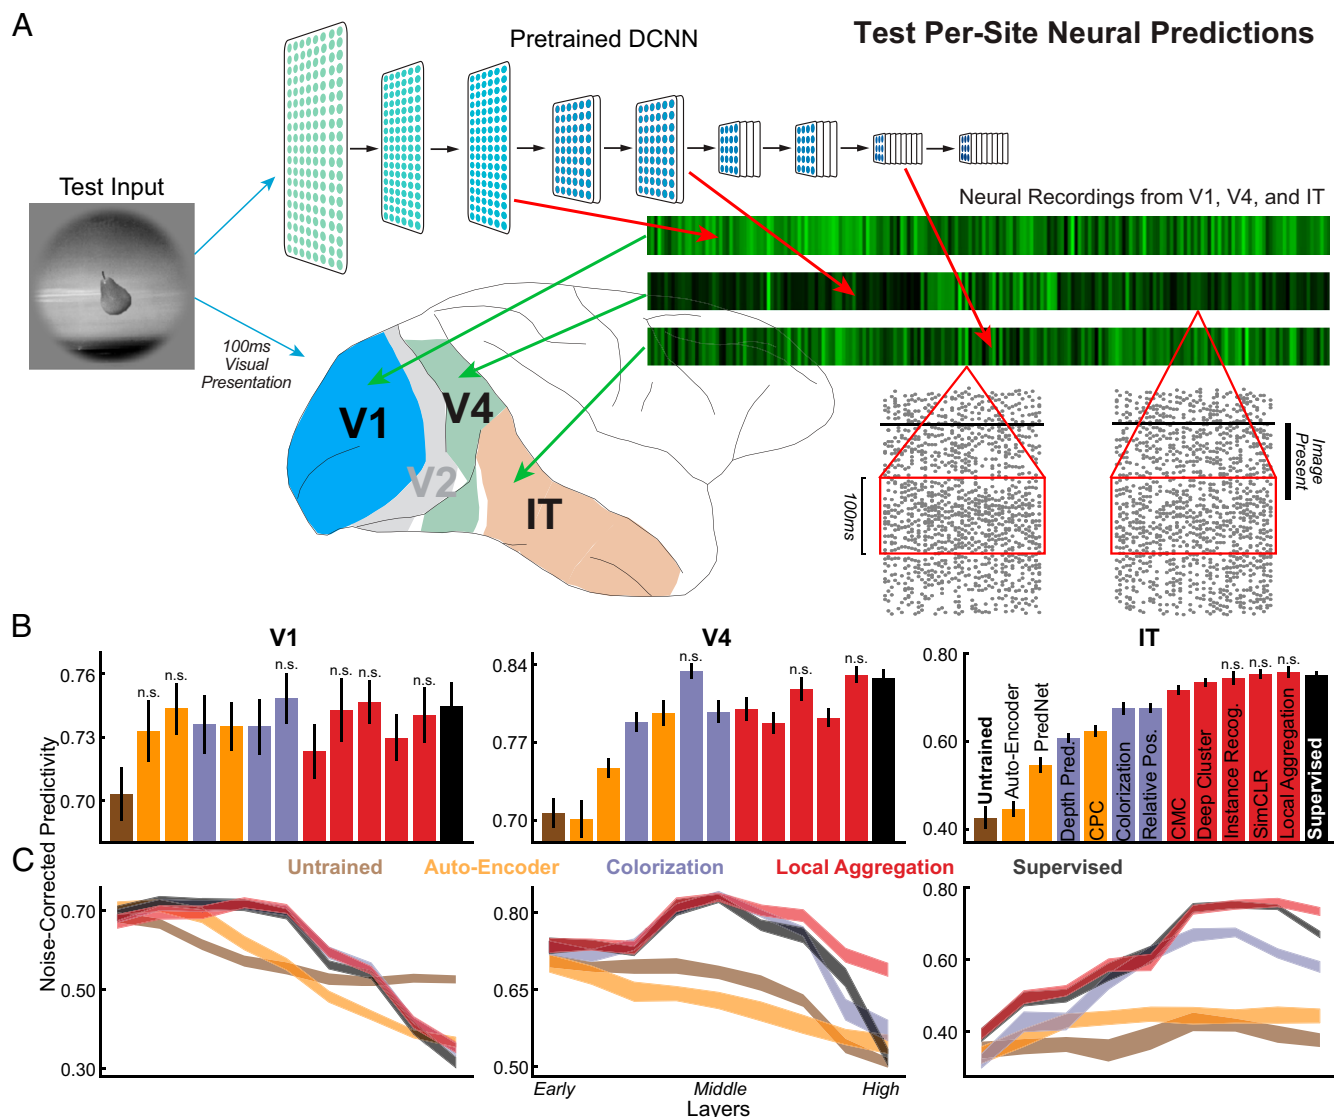 A
Pretrained DCNN
Test Per-Site Neural Predictions
Test Input
Neural Recordings from V1, V4, and IT
100ms
Visual
Presentation
V1
V4
V2
IT
100ms
Image
Present
B
Noise-Corrected Predictivity
V1
0.76
0.73
0.70
n.s.
n.s.
n.s.
n.s.
n.s.
n.s.
V4
0.84
0.77
0.70
n.s.
n.s.
n.s.
IT
0.80
0.60
0.40
n.s.
n.s.
n.s.
Untrained
Auto-Encoder
PredNet
Depth Pred.
CPC
Colorization
Relative Pos.
CMC
Deep Cluster
Instance Recog.
SimCLR
Local Aggregation
Supervised
C
Untrained
Auto-Encoder
Colorization
Local Aggregation
Supervised
0.70
0.50
0.30
0.80
0.65
0.50
Early
Middle
High
Layers
0.80
0.60
0.40